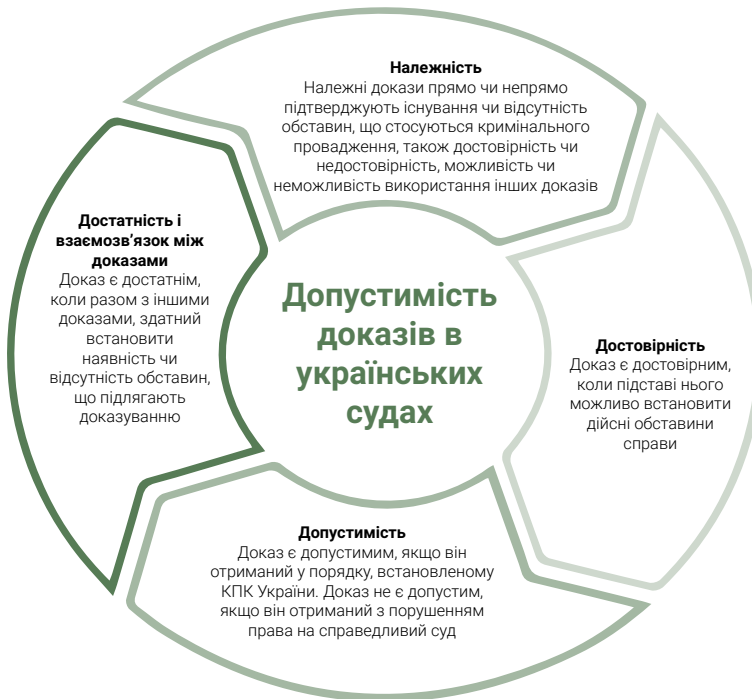 Належність
Належні докази прямо чи непрямо
підтверджують існування чи відсутність
обставин, що стосуються кримінального
провадження, також достовірність чи
недостовірність, можливість чи
неможливість використання інших доказів
Достатність і
взаємозв’язок між
доказами
Доказ є достатнім,
коли разом з іншими
доказами, здатний
встановити
наявність чи
відсутність обставин,
що підлягають
доказуванню
Допустимість
доказів в
українських
судах
Достовірність
Доказ є достовірним,
коли підставі нього
можливо встановити
дійсні обставини
справи
Допустимість
Доказ є допустимим, якщо він
отриманий у порядку, встановленому
КПК України. Доказ не є допустим,
якщо він отриманий з порушенням
права на справедливий суд